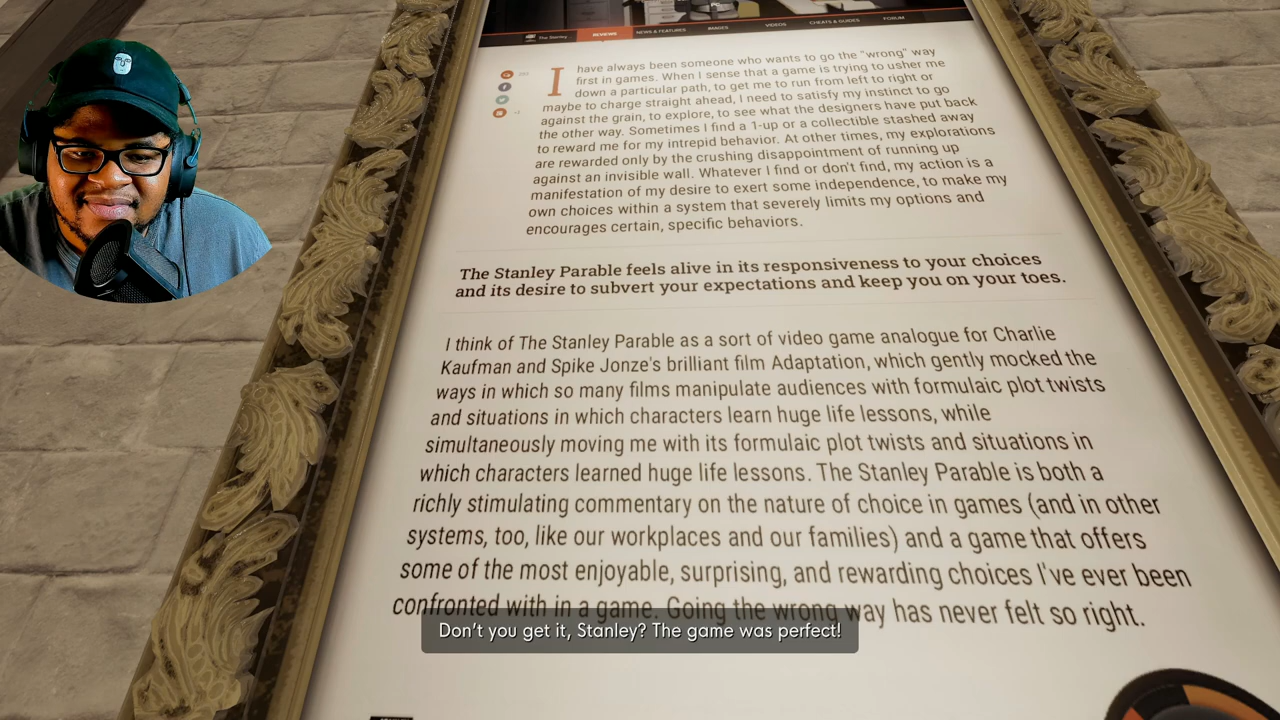 The Stanley
REVIEWS
NEWS & FEATURES
IMAGES
VIDEOS
CHEATS & GUIDES
FORUM
I have always been someone who wants to go the "wrong" way
first in games. When I sense that a game is trying to usher me
down a particular path, to get me to run from left to right or
maybe to charge straight ahead, I need to satisfy my instinct to go
against the grain, to explore, to see what the designers have put back
the other way. Sometimes I find a 1-up or a collectible stashed away
to reward me for my intrepid behavior. At other times, my explorations
are rewarded only by the crushing disappointment of running up
against an invisible wall. Whatever I find or don't find, my action is a
manifestation of my desire to exert some independence, to make my
own choices within a system that severely limits my options and
encourages certain, specific behaviors.
The Stanley Parable feels alive in its responsiveness to your choices
and its desire to subvert your expectations and keep you on your toes.
I think of The Stanley Parable as a sort of video game analogue for Charlie
Kaufman and Spike Jonze's brilliant film Adaptation, which gently mocked the
ways in which so many films manipulate audiences with formulaic plot twists
and situations in which characters learn huge life lessons, while
simultaneously moving me with its formulaic plot twists and situations in
which characters learned huge life lessons. The Stanley Parable is both a
richly stimulating commentary on the nature of choice in games (and in other
systems, too, like our workplaces and our families) and a game that offers
some of the most enjoyable, surprising, and rewarding choices I've ever been
confronted with in a game. Going the wrong way has never felt so right.
Don't you get it, Stanley? The game was perfect!